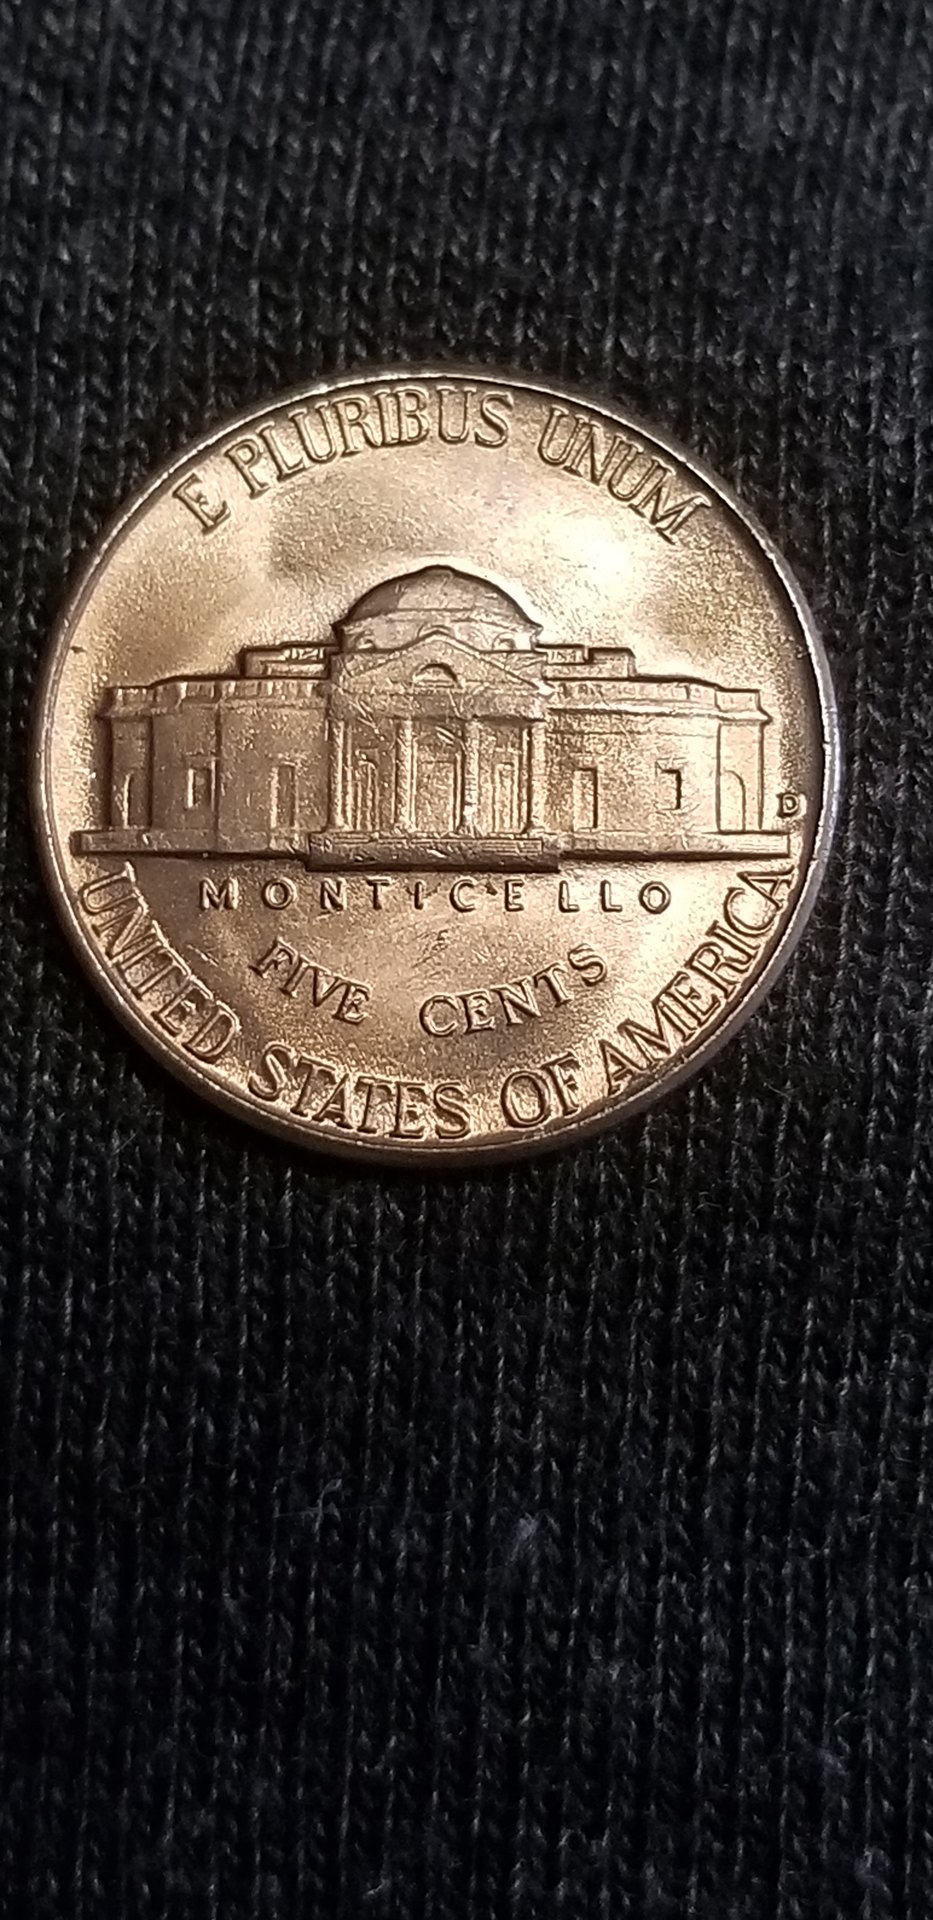 E PLURIBUS UNUM
D
MONTICELLO
FIVE CENTS
UNITED STATES OF AMERICA